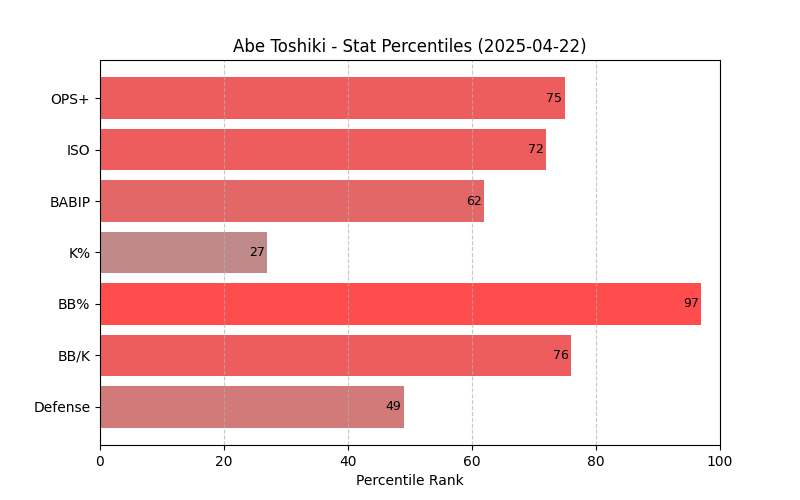 Abe Toshiki - Stat Percentiles (2025-04-22)
OPS+ 75
ISO 72
BABIP 62
K% 27
BB% 97
BB/K 76
Defense 49
0 20 40 60 80 100
Percentile Rank